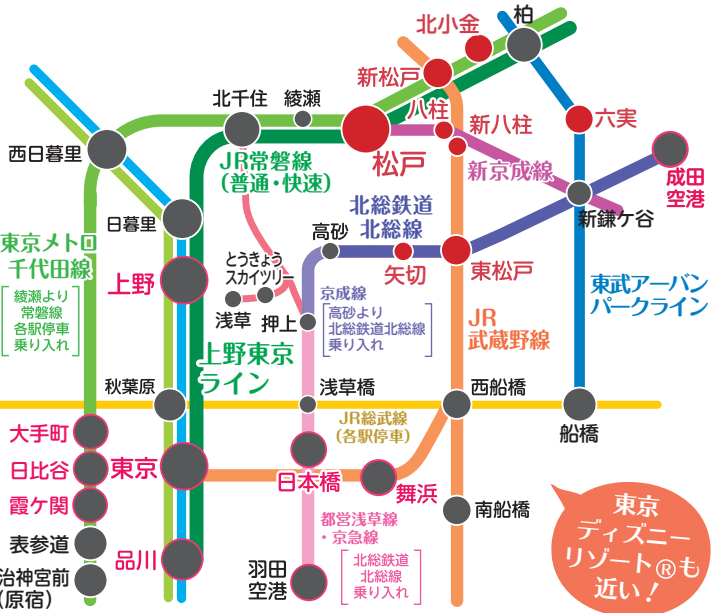 柏
北小金
新松戸
八柱
新八柱
六実
北千住
綾瀬
松戸
西日暮里
JR常磐線
(普通・快速)
新京成線
成田
空港
日暮里
北総鉄道
北総線
高砂
新鎌ケ谷
東京メトロ
千代田線
上野
とうきょう
スカイツリー
矢切
東松戸
東武アーバン
パークライン
綾瀬より
常磐線
各駅停車
乗り入れ
浅草
押上
京成線
高砂より
北総鉄道北総線
乗り入れ
JR
武蔵野線
上野東京
ライン
秋葉原
浅草橋
西船橋
JR総武線
(各駅停車)
船橋
大手町
日比谷
東京
日本橋
舞浜
霞ケ関
南船橋
都営浅草線
・京急線
表参道
品川
北総鉄道
北総線
乗り入れ
羽田
空港
治神宮前
(原宿)
東京
ディズニー
リゾート®も
近い!